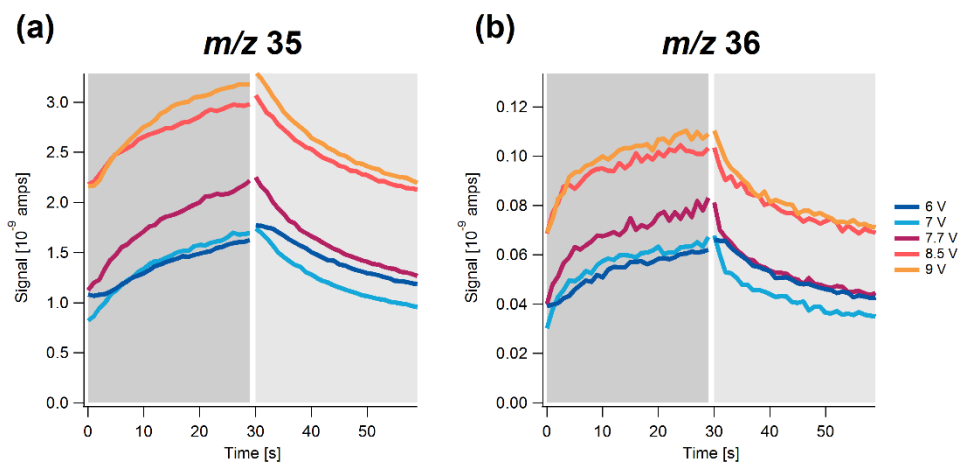 (a)
m/z 35
Signal [10⁻⁹ amps]
3.0
2.5
2.0
1.5
1.0
0.5
0.0
0 10 20 30 40 50
Time [s]
(b)
m/z 36
Signal [10⁻⁹ amps]
0.12
0.10
0.08
0.06
0.04
0.02
0.00
0 10 20 30 40 50
Time [s]
6 V
7 V
7.7 V
8.5 V
9 V